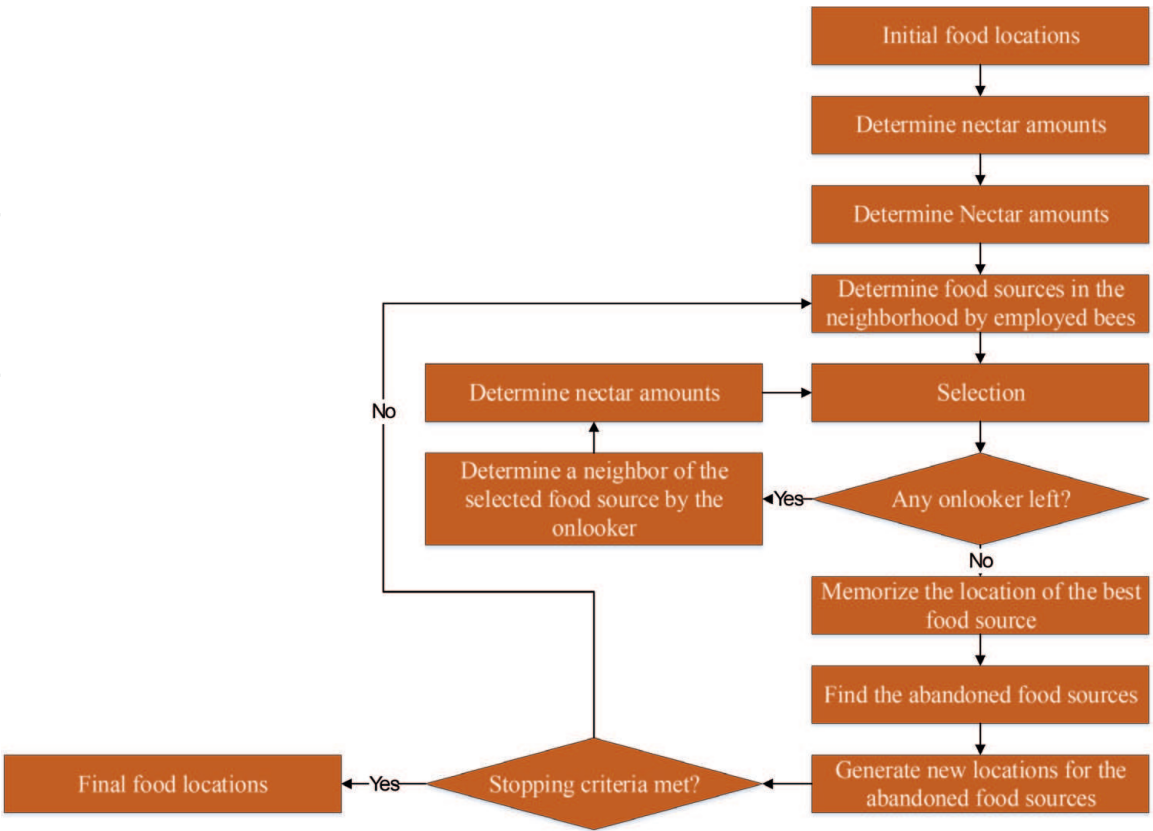 Initial food locations
Determine nectar amounts
Determine Nectar amounts
Determine food sources in the
neighborhood by employed bees
Determine nectar amounts
Selection
No
Determine a neighbor of the
selected food source by the
onlooker
Yes
Any onlooker left?
No
Memorize the location of the best
food source
Find the abandoned food sources
Final food locations
Yes
Stopping criteria met?
Generate new locations for the
abandoned food sources